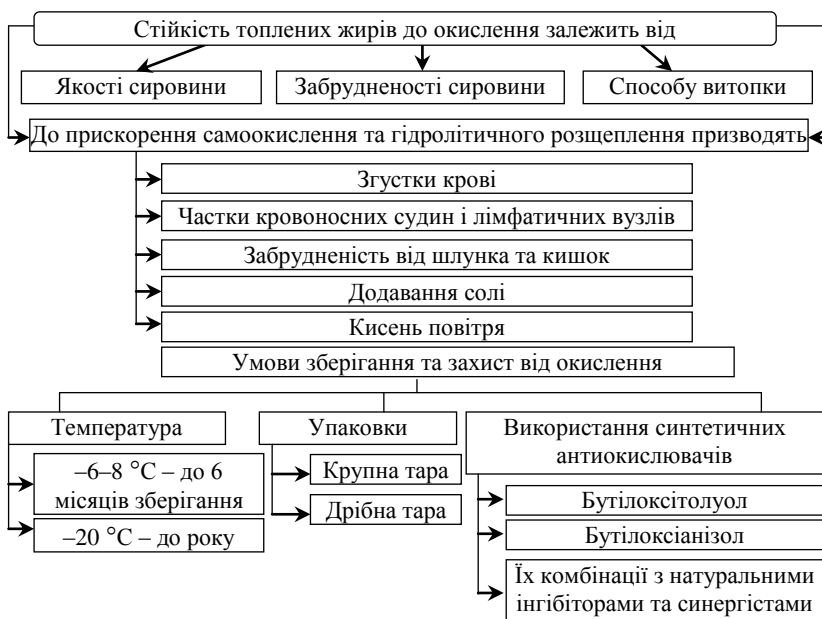 Стійкість топлених жирів до окислення залежить від
Якості сировини
Забрудненості сировини
Способу витопки
До прискорення самоокислення та гідролітичного розщеплення призводять
Згустки крові
Частки кровоносних судин і лімфатичних вузлів
Забрудненість від шлунка та кишок
Додавання солі
Кисень повітря
Умови зберігання та захист від окислення
Температура
–6–8 °С – до 6
місяців зберігання
–20 °С – до року
Упаковки
Крупна тара
Дрібна тара
Використання синтетичних
антиокислювачів
Бутілоксітолуол
Бутілоксіанізол
Їх комбінації з натуральними
інгібіторами та синергістами